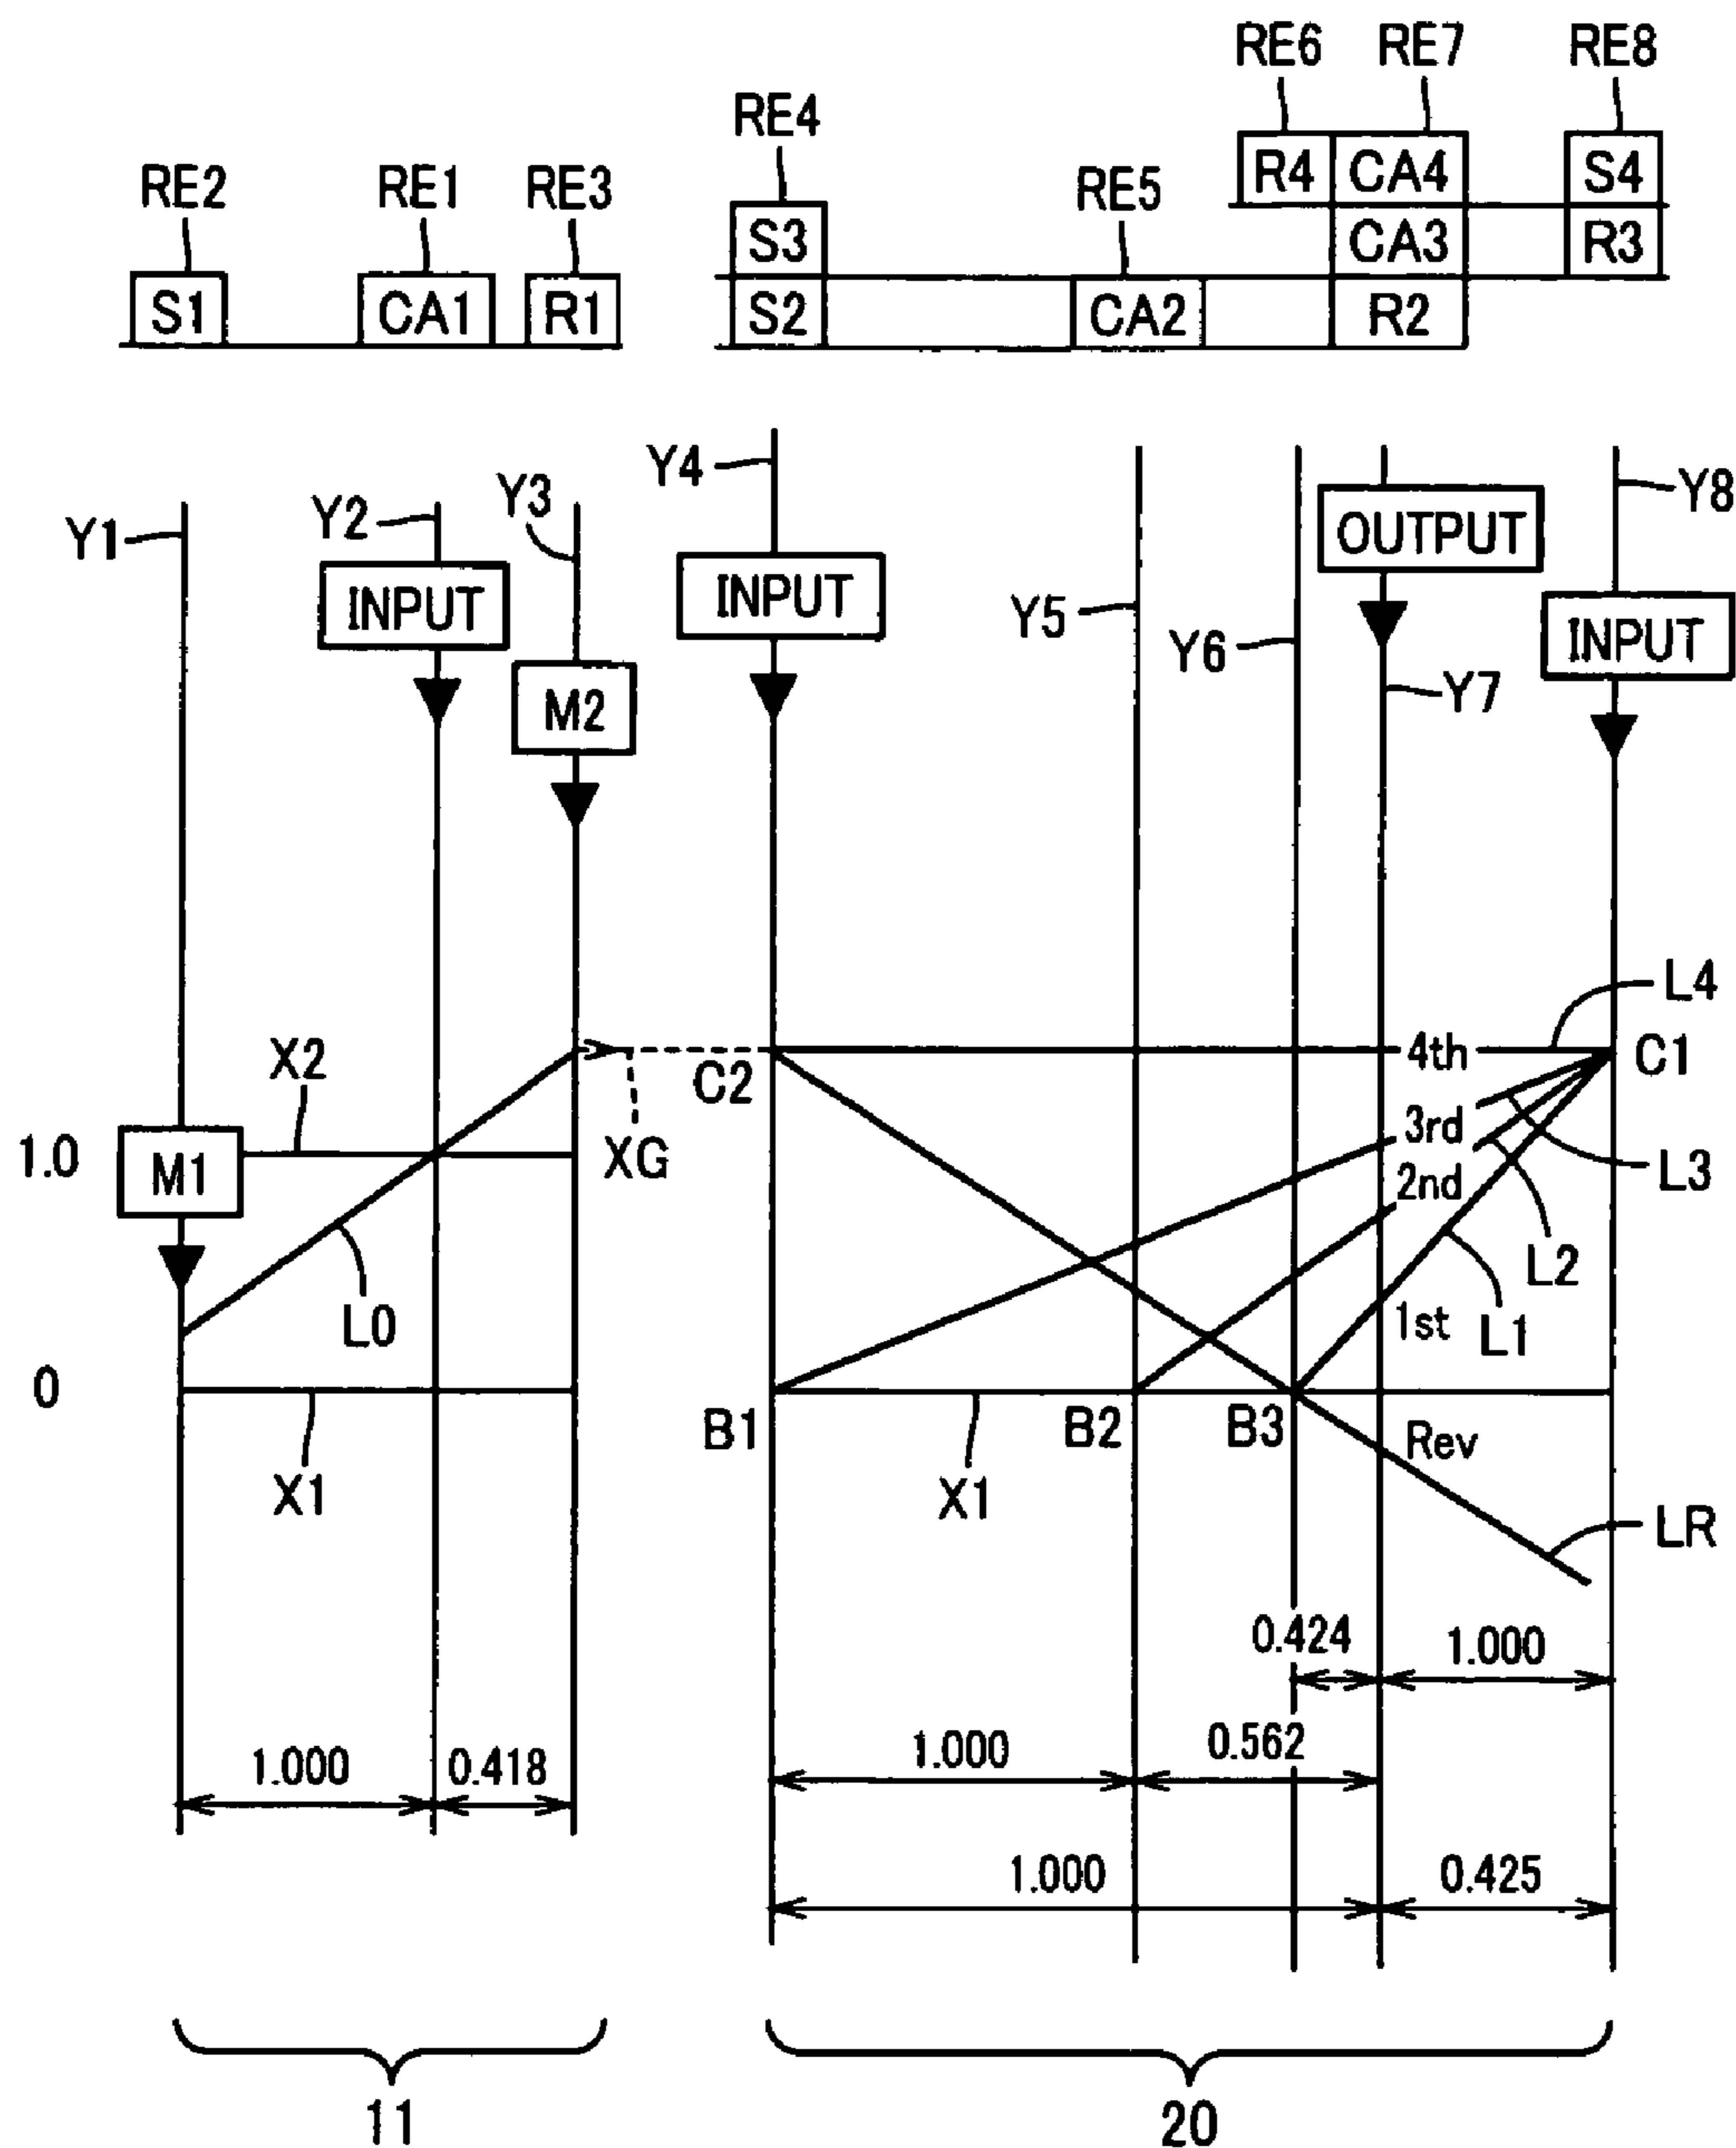 RE6 RE7 RE8
RE4
RE2 RE1 RE3 RE5
R4 CA4 S4
S3 CA3 R3
S1 CA1 R1 S2 CA2 R2
Y1 Y2 Y3 Y4 Y5 Y6 Y7 Y8
OUTPUT
INPUT INPUT INPUT
M2
L4
X2 C2 4th C1
1.0 M1 XG 3rd L3
2nd
L0 L2
1st L1
0
B1 B2 B3 Rev
X1 X1
LR
0.424 1.000
1.000 0.562
1.000 0.418
1.000 0.425
11 20